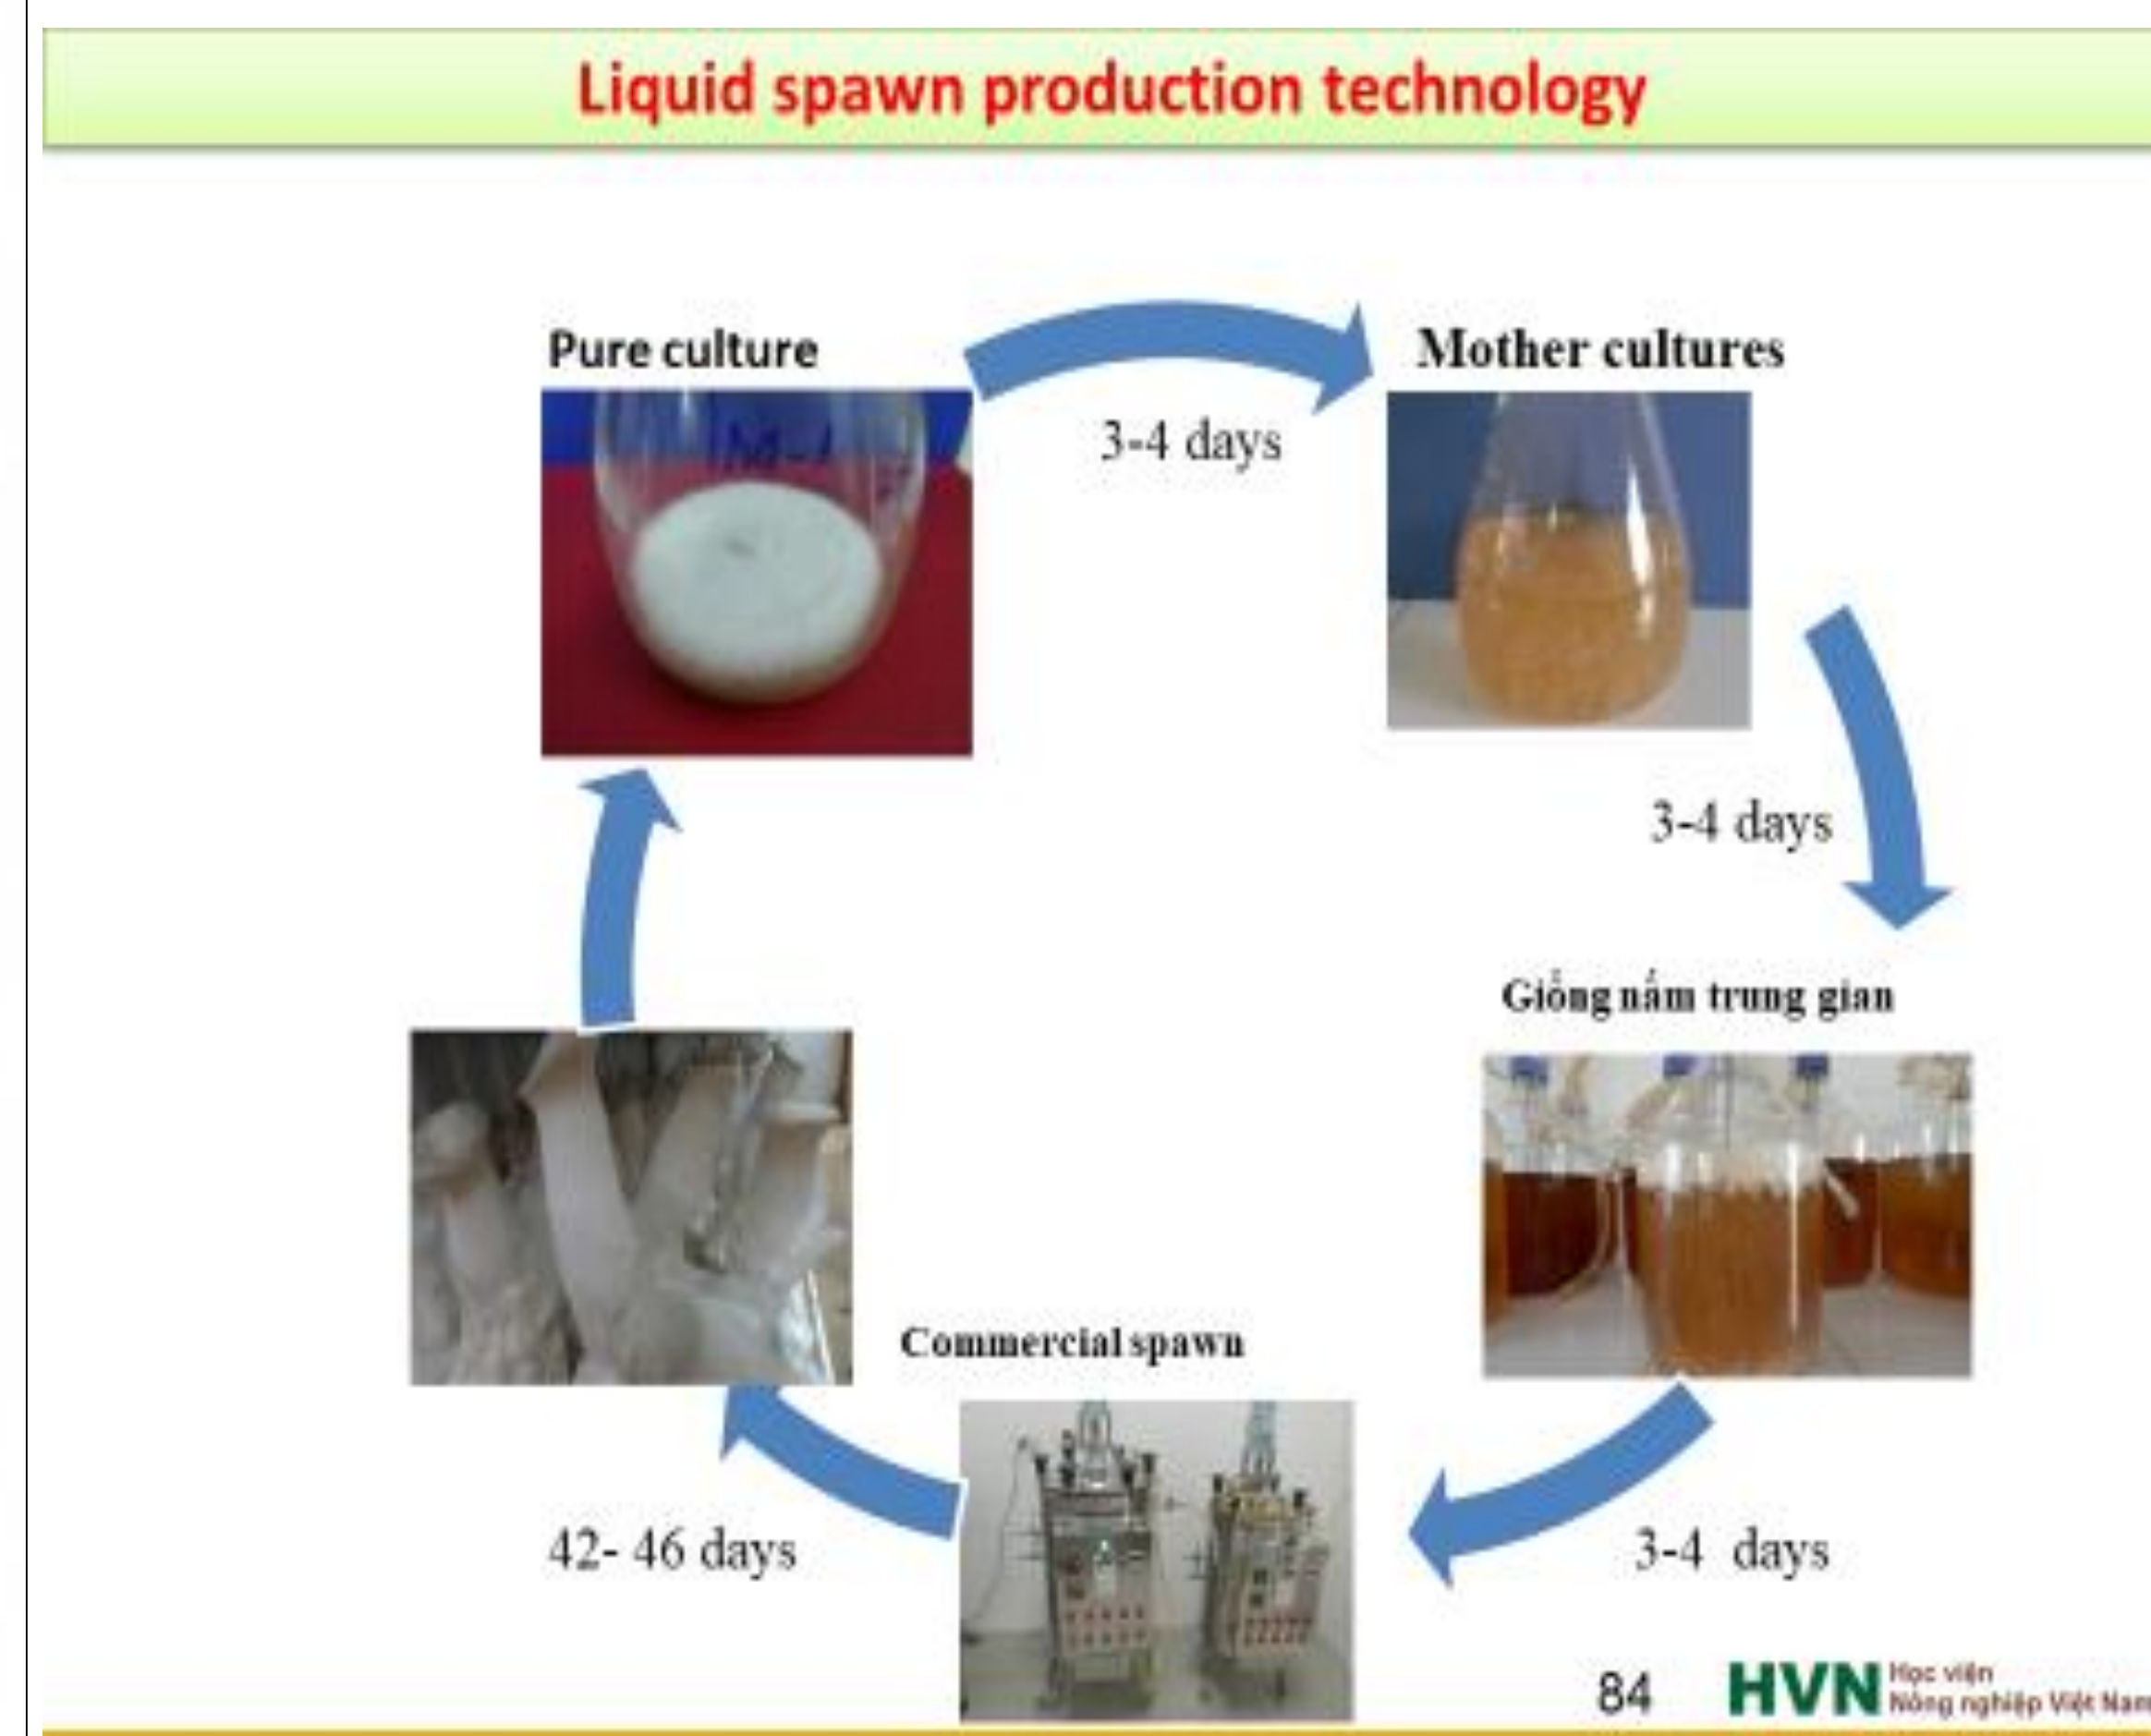 Liquid spawn production technology
Pure culture
Mother cultures
3-4 days
3-4 days
Giống nấm trung gian
Commercial spawn
42- 46 days
3-4 days
84
HVN
Học viện
Nông nghiệp Việt Nam